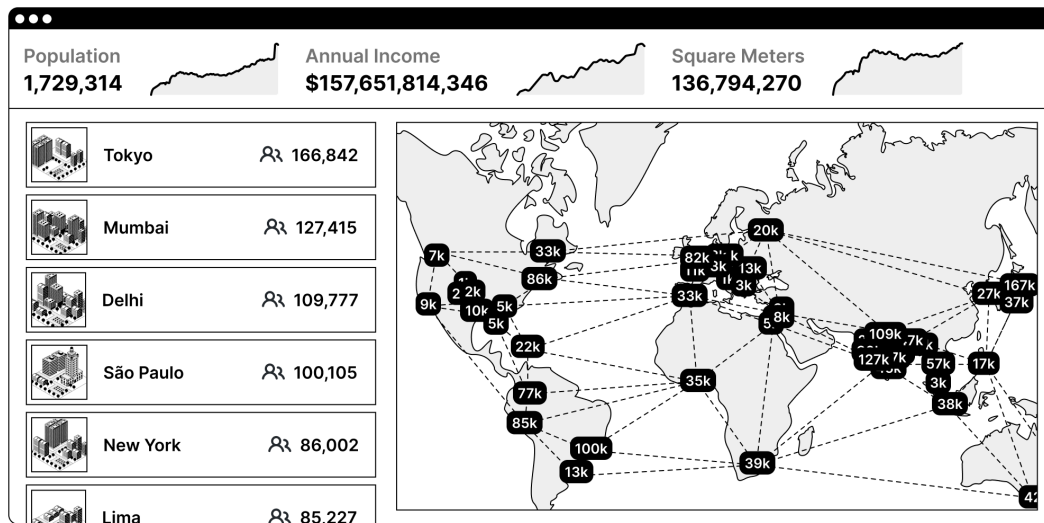 Population
1,729,314
Annual Income
$157,651,814,346
Square Meters
136,794,270
Tokyo 166,842
Mumbai 127,415
Delhi 109,777
São Paulo 100,105
New York 86,002
Lima 85,227
20k
7k
33k
82k
13k
3k
86k
3k
33k
167k
27k
37k
2k
9k
10k
5k
5k
8k
22k
109k
127k
57k
17k
35k
3k
77k
38k
85k
100k
39k
13k